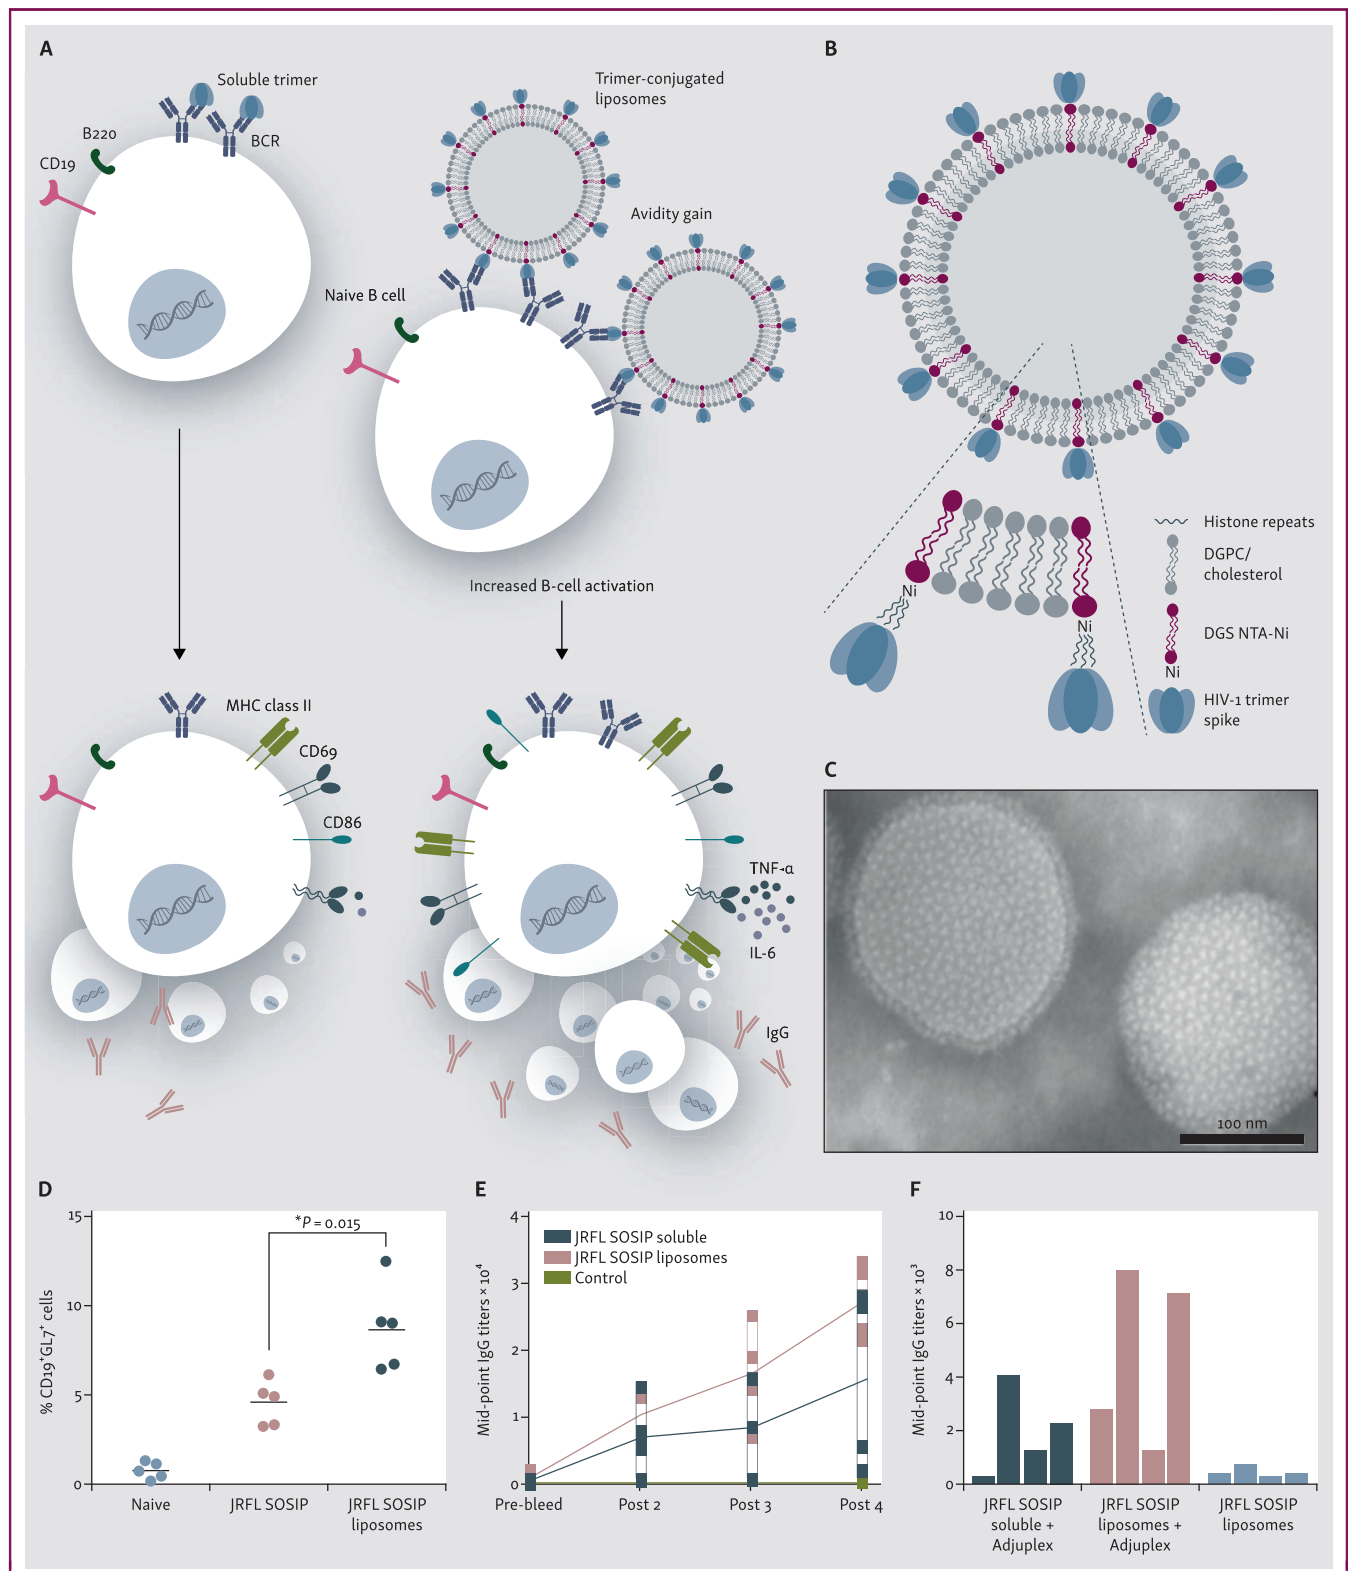 A
Soluble trimer
B220
BCR
CD19
Trimer-conjugated
liposomes
Avidity gain
Naive B cell
Increased B-cell activation
MHC class II
CD69
CD86
TNF-α
IL-6
IgG
B
Ni
Ni
Histone repeats
DGPC/
cholesterol
DGS NTA-Ni
Ni
HIV-1 trimer
spike
C
100 nm
D
% CD19⁺GL7⁺ cells
15
10
5
0
*P = 0.015
Naive
JRFL SOSIP
JRFL SOSIP
liposomes
E
Mid-point IgG titers × 10⁴
4
3
2
1
0
JRFL SOSIP soluble
JRFL SOSIP liposomes
Control
Pre-bleed
Post 2
Post 3
Post 4
F
Mid-point IgG titers × 10³
10
8
6
4
2
0
JRFL SOSIP
soluble +
Adjuplex
JRFL SOSIP
liposomes +
Adjuplex
JRFL SOSIP
liposomes